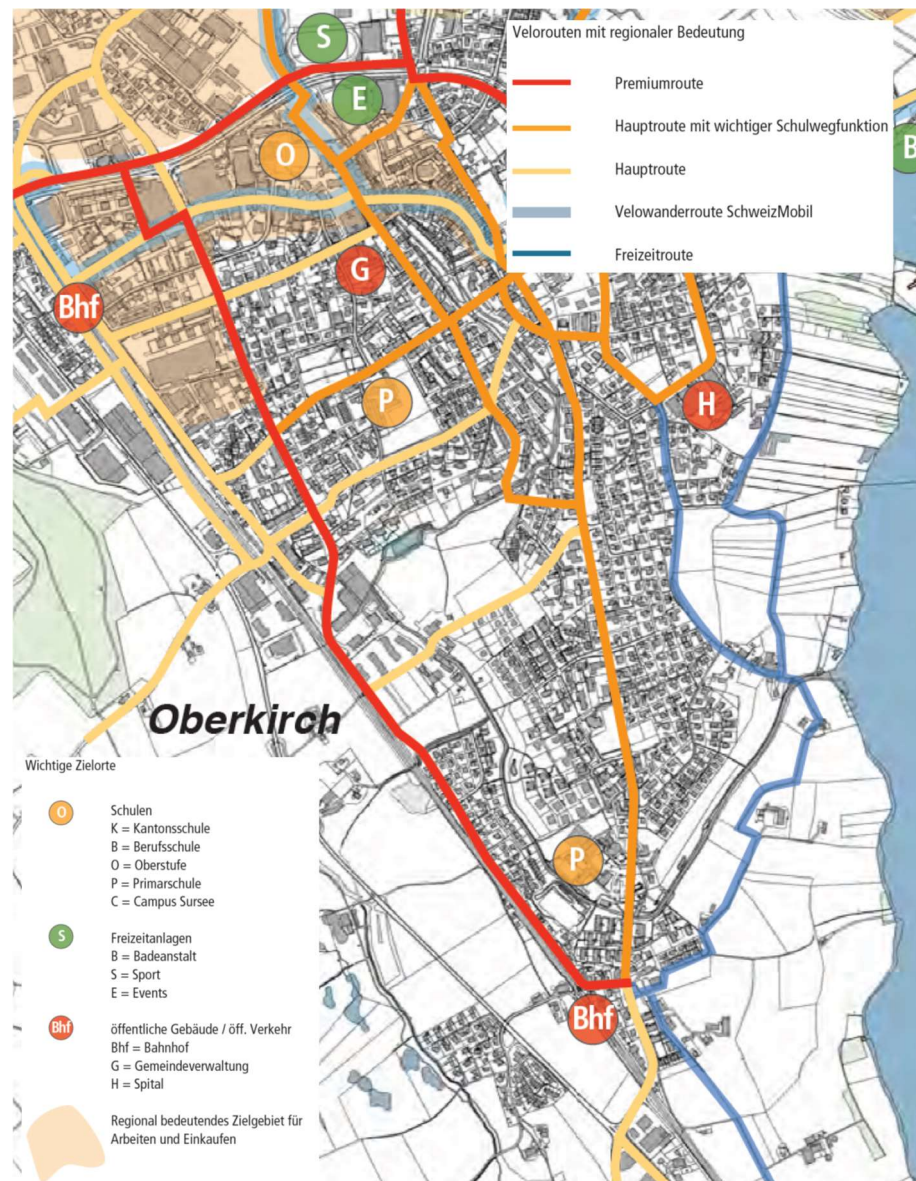 S
E
O
B
Bhf
G
P
H
P
Bhf
Oberkirch
Velorouten mit regionaler Bedeutung
Premiumroute
Hauptroute mit wichtiger Schulwegfunktion
Hauptroute
Velowanderroute SchweizMobil
Freizeitroute
Wichtige Zielorte
O
Schulen
K = Kantonsschule
B = Berufsschule
O = Oberstufe
P = Primarschule
C = Campus Sursee
S
Freizeitanlagen
B = Badeanstalt
S = Sport
E = Events
Bhf
öffentliche Gebäude / öff. Verkehr
Bhf = Bahnhof
G = Gemeindeverwaltung
H = Spital
Regional bedeutendes Zielgebiet für
Arbeiten und Einkaufen